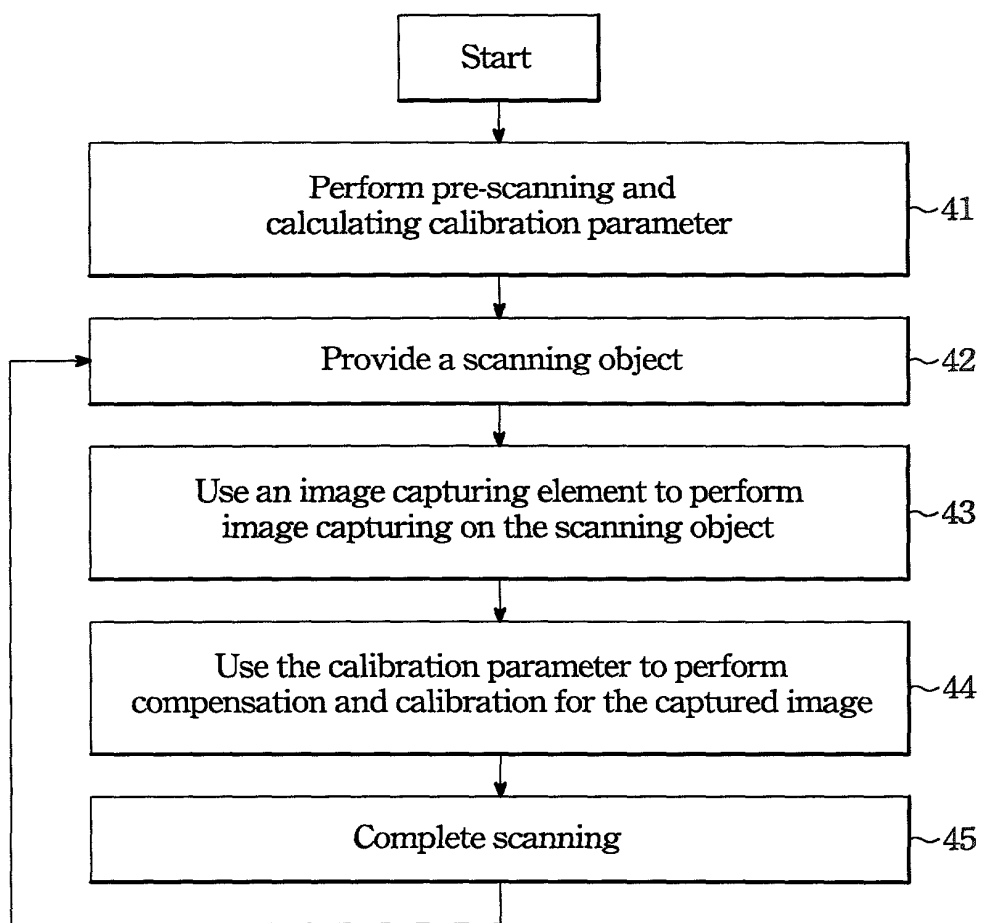 Start
Perform pre-scanning and
calculating calibration parameter
41
Provide a scanning object
42
Use an image capturing element to perform
image capturing on the scanning object
43
Use the calibration parameter to perform
compensation and calibration for the captured image
44
Complete scanning
45